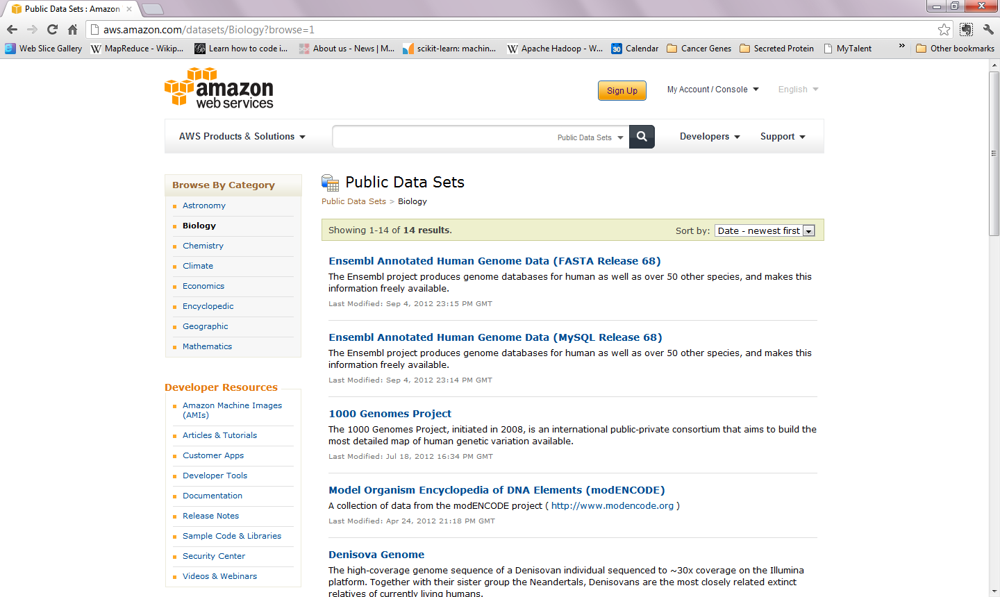 Public Data Sets : Amazon
aws.amazon.com/datasets/Biology?browse=1
Web Slice Gallery
MapReduce - Wikip...
Learn how to code i...
About us - News | M...
scikit-learn: machin...
Apache Hadoop - W...
30 Calendar
Cancer Genes
Secreted Protein
MyTalent
»
Other bookmarks
amazon
web services
Sign Up
My Account / Console
English
AWS Products & Solutions
Public Data Sets
Developers
Support
Browse By Category
Astronomy
Biology
Chemistry
Climate
Economics
Encyclopedic
Geographic
Mathematics
Developer Resources
Amazon Machine Images
(AMIs)
Articles & Tutorials
Customer Apps
Developer Tools
Documentation
Release Notes
Sample Code & Libraries
Security Center
Videos & Webinars
Public Data Sets
Public Data Sets > Biology
Showing 1-14 of 14 results.
Sort by: Date - newest first
Ensembl Annotated Human Genome Data (FASTA Release 68)
The Ensembl project produces genome databases for human as well as over 50 other species, and makes this
information freely available.
Last Modified: Sep 4, 2012 23:15 PM GMT
Ensembl Annotated Human Genome Data (MySQL Release 68)
The Ensembl project produces genome databases for human as well as over 50 other species, and makes this
information freely available.
Last Modified: Sep 4, 2012 23:14 PM GMT
1000 Genomes Project
The 1000 Genomes Project, initiated in 2008, is an international public-private consortium that aims to build the
most detailed map of human genetic variation available.
Last Modified: Jul 18, 2012 16:34 PM GMT
Model Organism Encyclopedia of DNA Elements (modENCODE)
A collection of data from the modENCODE project ( http://www.modencode.org )
Last Modified: Apr 24, 2012 21:18 PM GMT
Denisova Genome
The high-coverage genome sequence of a Denisovan individual sequenced to ~30x coverage on the Illumina
platform. Together with their sister group the Neandertals, Denisovans are the most closely related extinct
relatives of currently living humans.